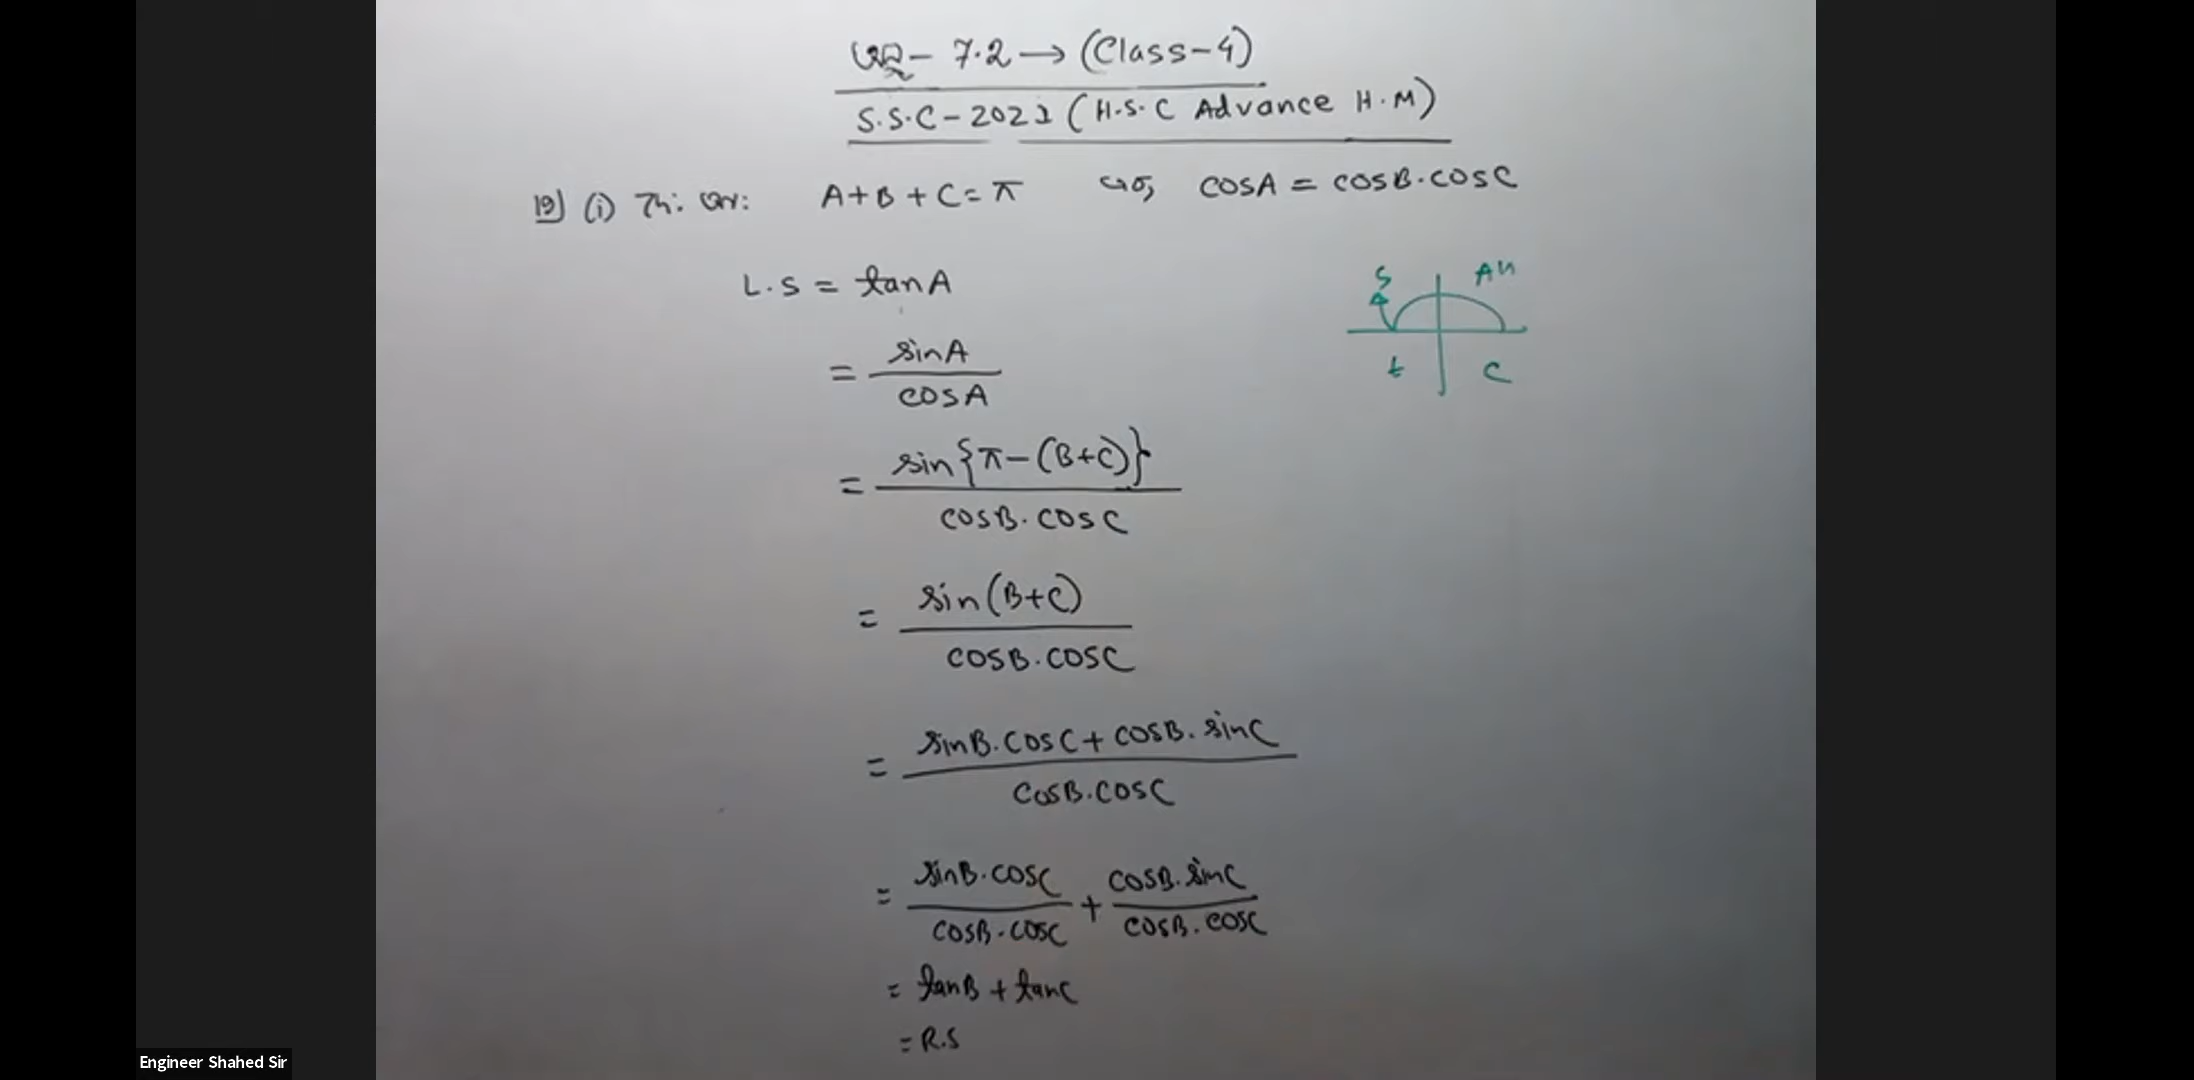 প্রঃ- 7.2 → (Class-4)
S.S.C-2021 (H.S.C Advance H.M)
19) (i) A+B+C=π এবং, cosA = cosB.cosC
L.S = tanA
S All
= sinA / cosA
t C
= sin{π-(B+C)} / cosB.cosC
= sin(B+C) / cosB.cosC
= sinB.cosC + cosB.sinC / cosB.cosC
= sinB.cosC / cosB.cosC + cosB.sinC / cosB.cosC
= tanB + tanC
= R.S
Engineer Shahed Sir